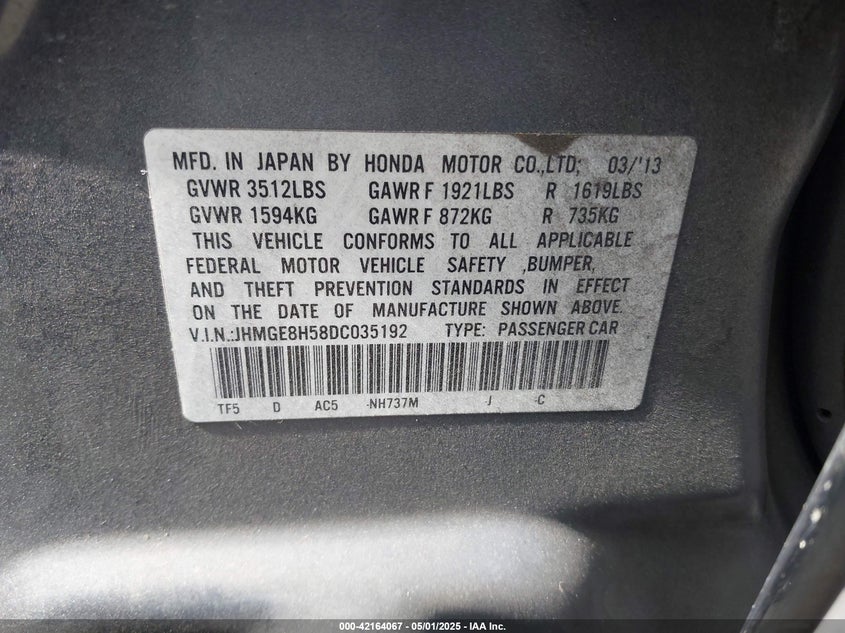 MFD. IN JAPAN BY HONDA MOTOR CO.,LTD; 03/'13
GVWR 3512LBS GAWR F 1921LBS R 1619LBS
GVWR 1594KG GAWR F 872KG R 735KG
THIS VEHICLE CONFORMS TO ALL APPLICABLE
FEDERAL MOTOR VEHICLE SAFETY ,BUMPER,
AND THEFT PREVENTION STANDARDS IN EFFECT
ON THE DATE OF MANUFACTURE SHOWN ABOVE.
V.I.N.:JHMGE8H58DC035192 TYPE: PASSENGER CAR
TF5 D AC5 -NH737M -J -C
000-42164067 - 05/01/2025 - IAA Inc.